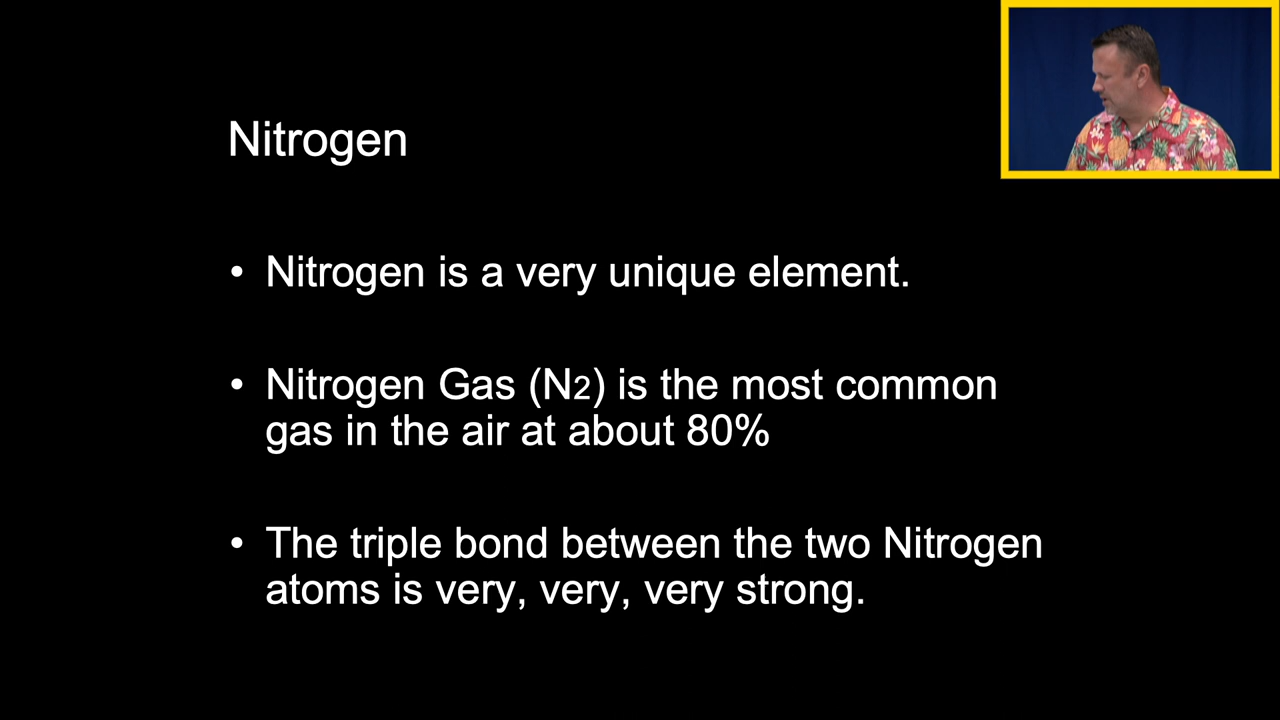 Nitrogen
• Nitrogen is a very unique element.
• Nitrogen Gas (N2) is the most common
gas in the air at about 80%
• The triple bond between the two Nitrogen
atoms is very, very, very strong.